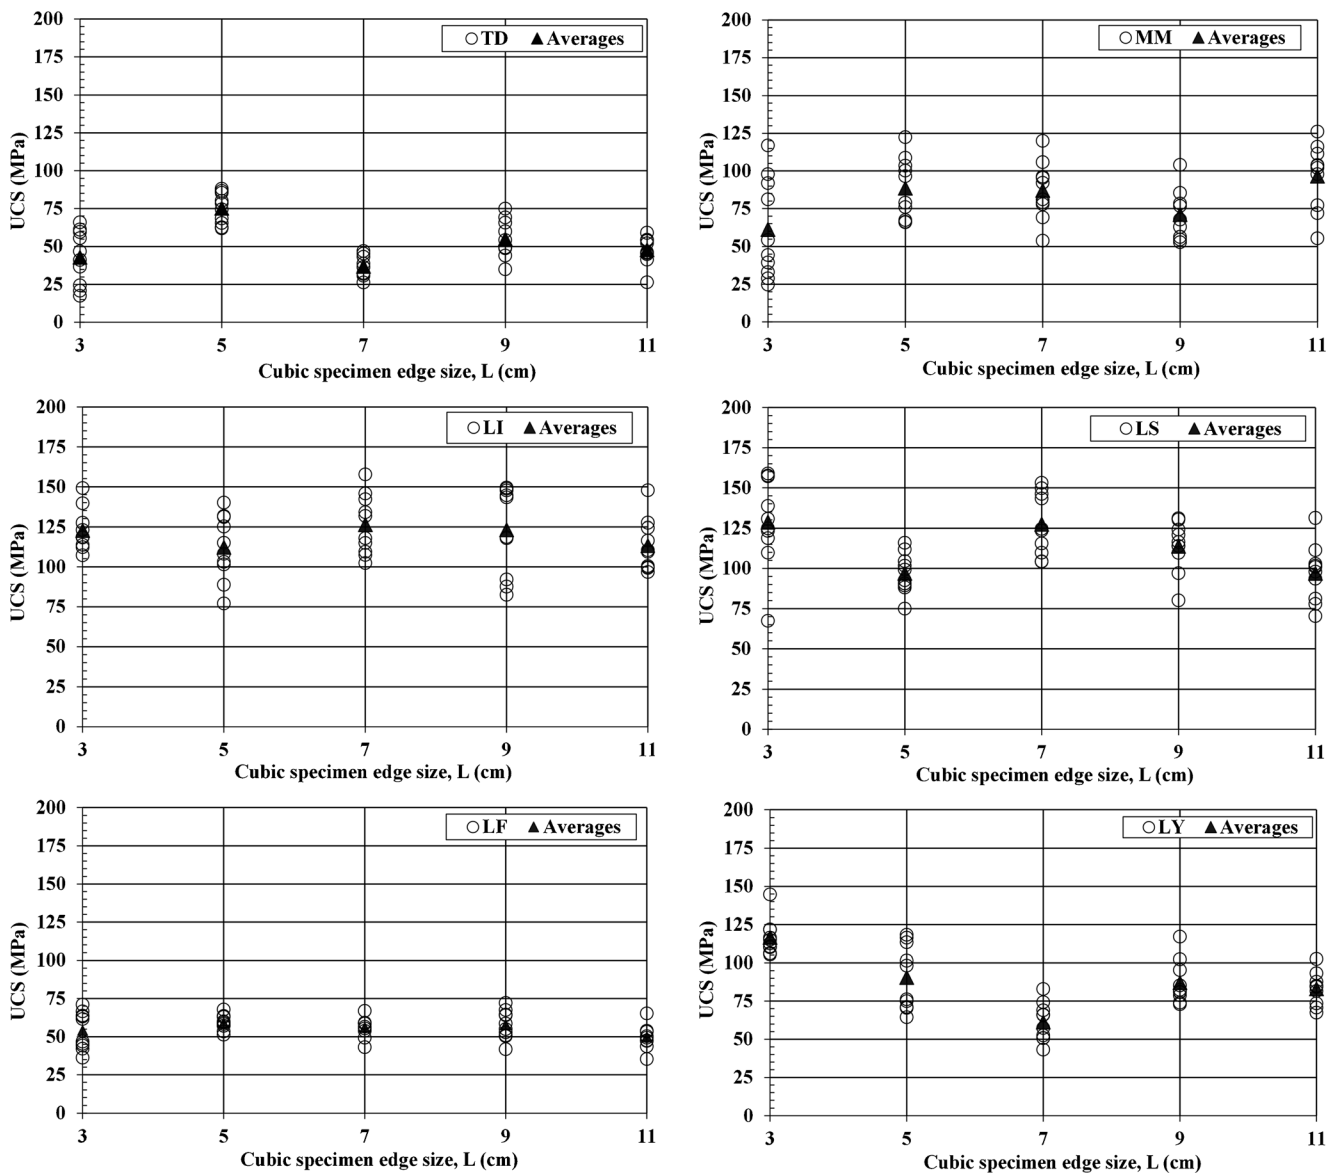 TD Averages
200
175
150
125
100
75
50
25
0
UCS (MPa)
3 5 7 9 11
Cubic specimen edge size, L (cm)
MM Averages
200
175
150
125
100
75
50
25
0
UCS (MPa)
3 5 7 9 11
Cubic specimen edge size, L (cm)
LI Averages
200
175
150
125
100
75
50
25
0
UCS (MPa)
3 5 7 9 11
Cubic specimen edge size, L (cm)
LS Averages
200
175
150
125
100
75
50
25
0
UCS (MPa)
3 5 7 9 11
Cubic specimen edge size, L (cm)
LF Averages
200
175
150
125
100
75
50
25
0
UCS (MPa)
3 5 7 9 11
Cubic specimen edge size, L (cm)
LY Averages
200
175
150
125
100
75
50
25
0
UCS (MPa)
3 5 7 9 11
Cubic specimen edge size, L (cm)